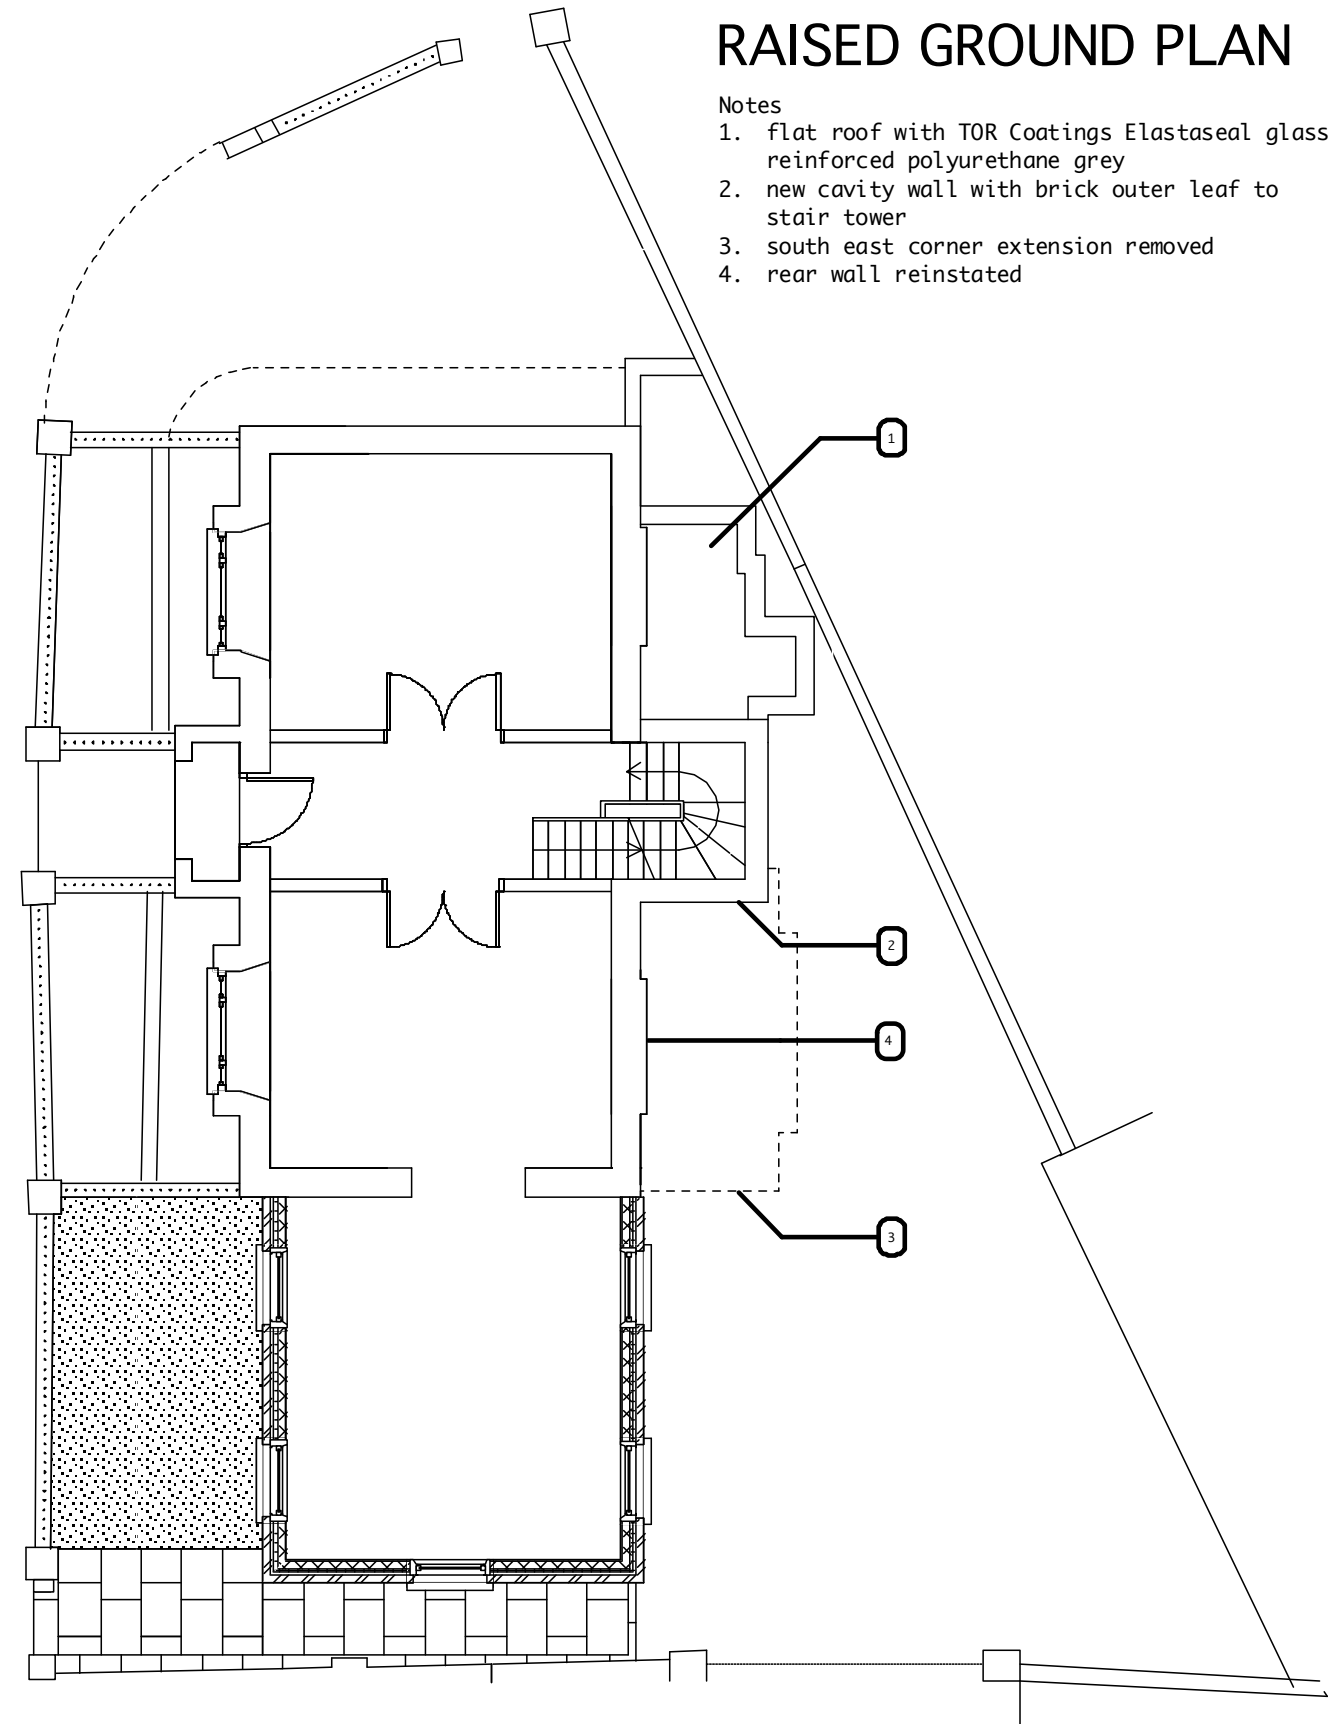 RAISED GROUND PLAN
Notes
1. flat roof with TOR Coatings Elastaseal glass
reinforced polyurethane grey
2. new cavity wall with brick outer leaf to
stair tower
3. south east corner extension removed
4. rear wall reinstated
1
2
4
3